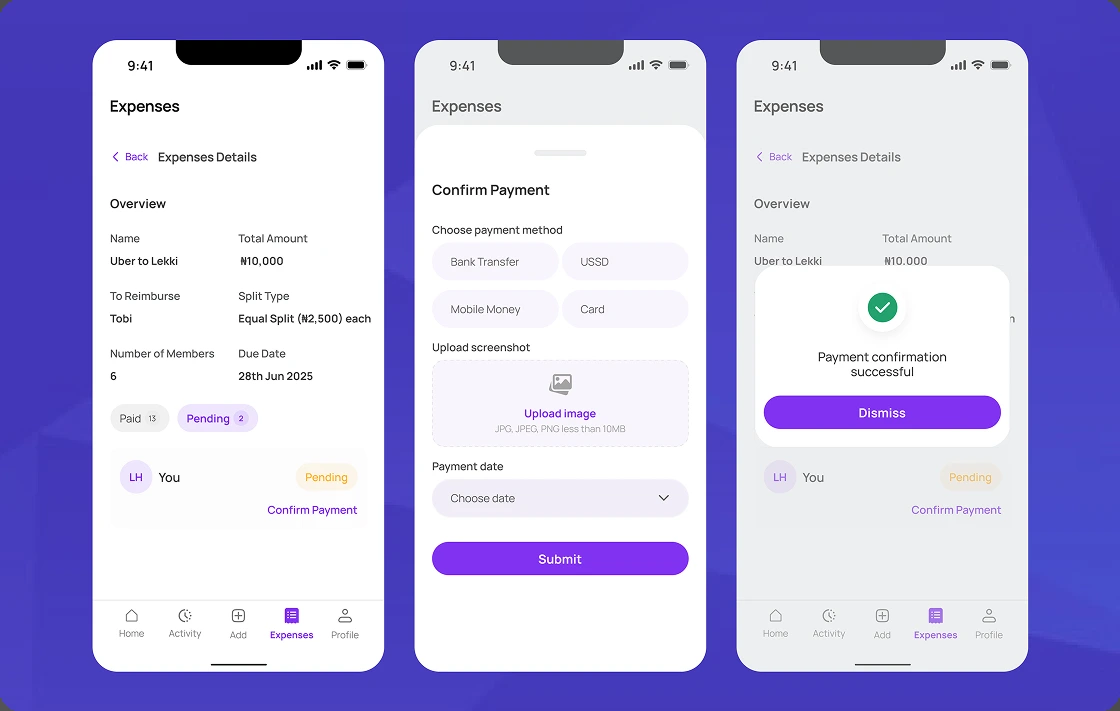 9:41
Expenses
Back Expenses Details
Overview
Name Total Amount
Uber to Lekki ₦10,000
To Reimburse Split Type
Tobi Equal Split (₦2,500) each
Number of Members Due Date
6 28th Jun 2025
Paid 13 Pending 2
LH You Pending
Confirm Payment
Home Activity Add Expenses Profile
9:41
Expenses
Confirm Payment
Choose payment method
Bank Transfer USSD
Mobile Money Card
Upload screenshot
Upload image
JPG, JPEG, PNG less than 10MB
Payment date
Choose date
Submit
9:41
Expenses
Back Expenses Details
Overview
Name Total Amount
Uber to Lekki ₦10,000
Payment confirmation
successful
Dismiss
LH You Pending
Confirm Payment
Home Activity Add Expenses Profile